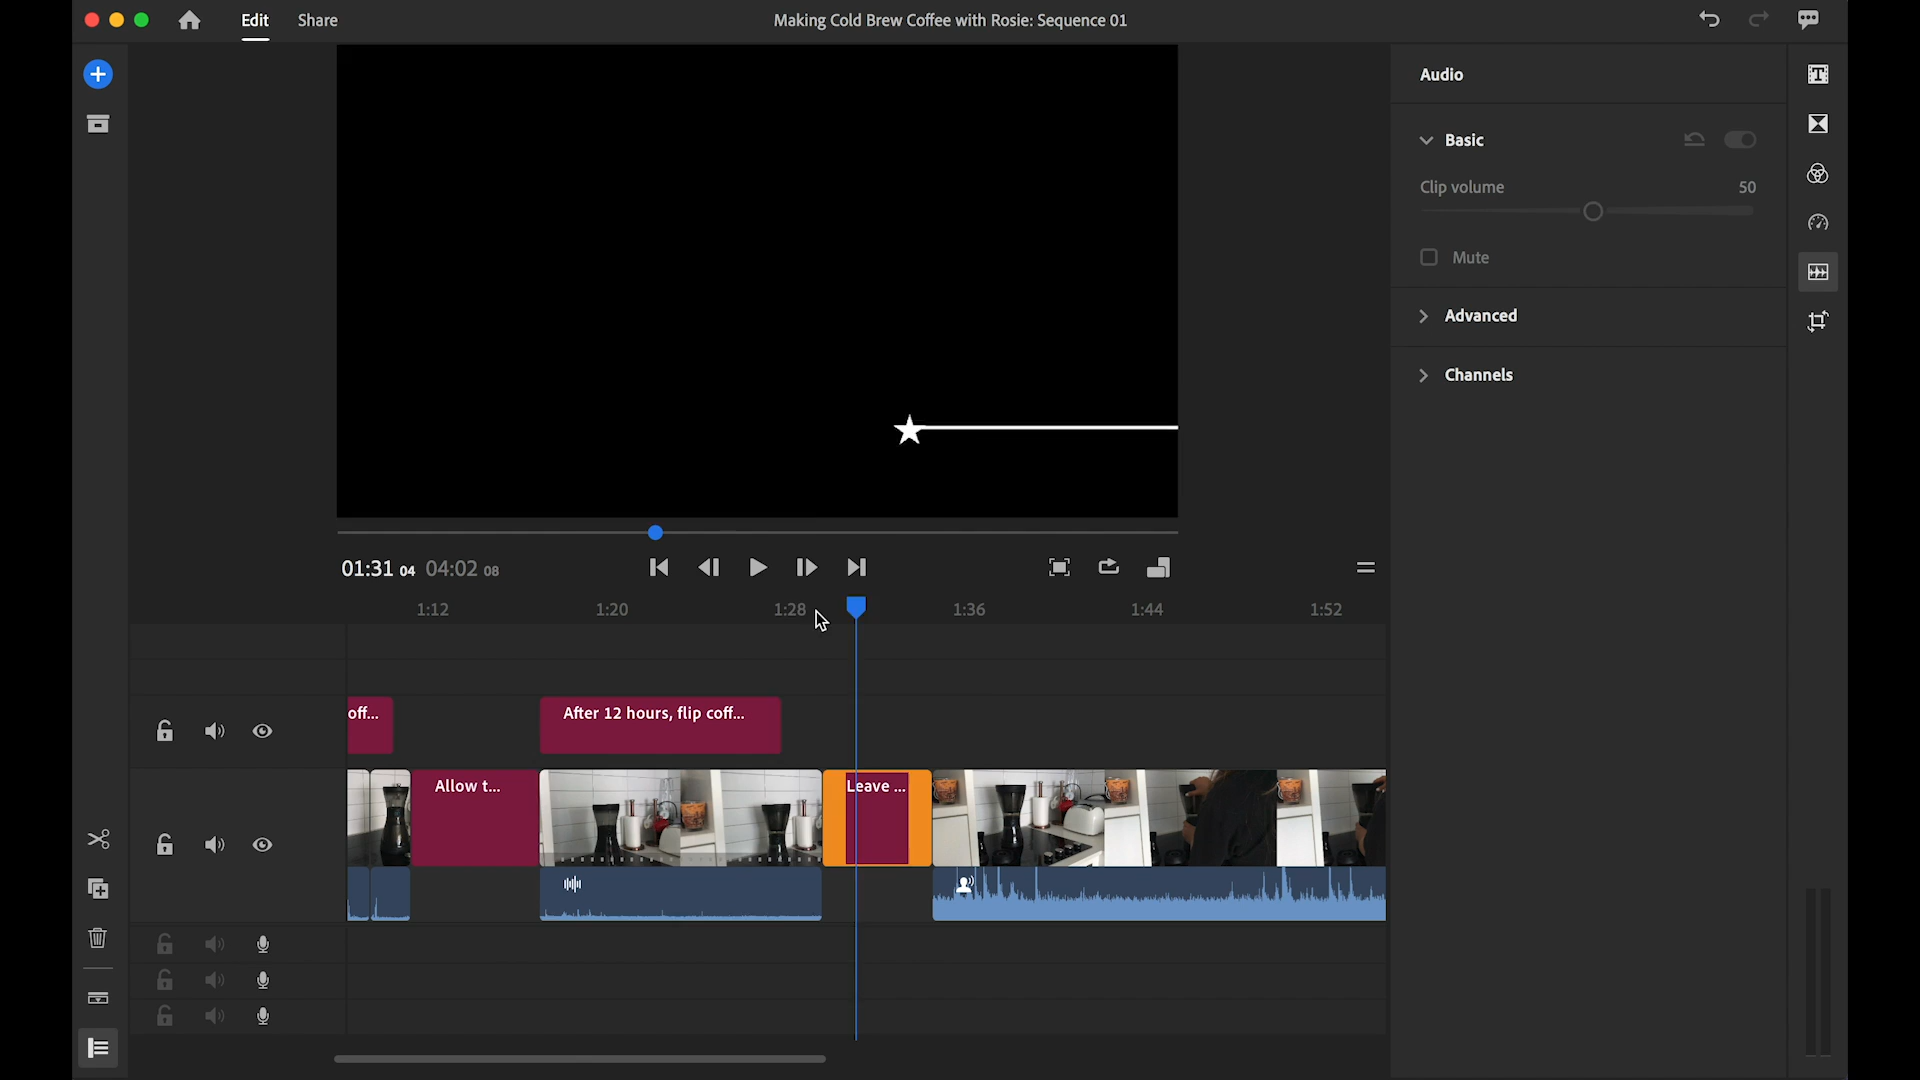 Edit
Share
Making Cold Brew Coffee with Rosie: Sequence 01
Audio
Basic
Clip volume
50
Mute
Advanced
Channels
01:31 04
04:02 08
1:12
1:20
1:28
1:36
1:44
1:52
off...
After 12 hours, flip coff...
Allow t...
Leave ...